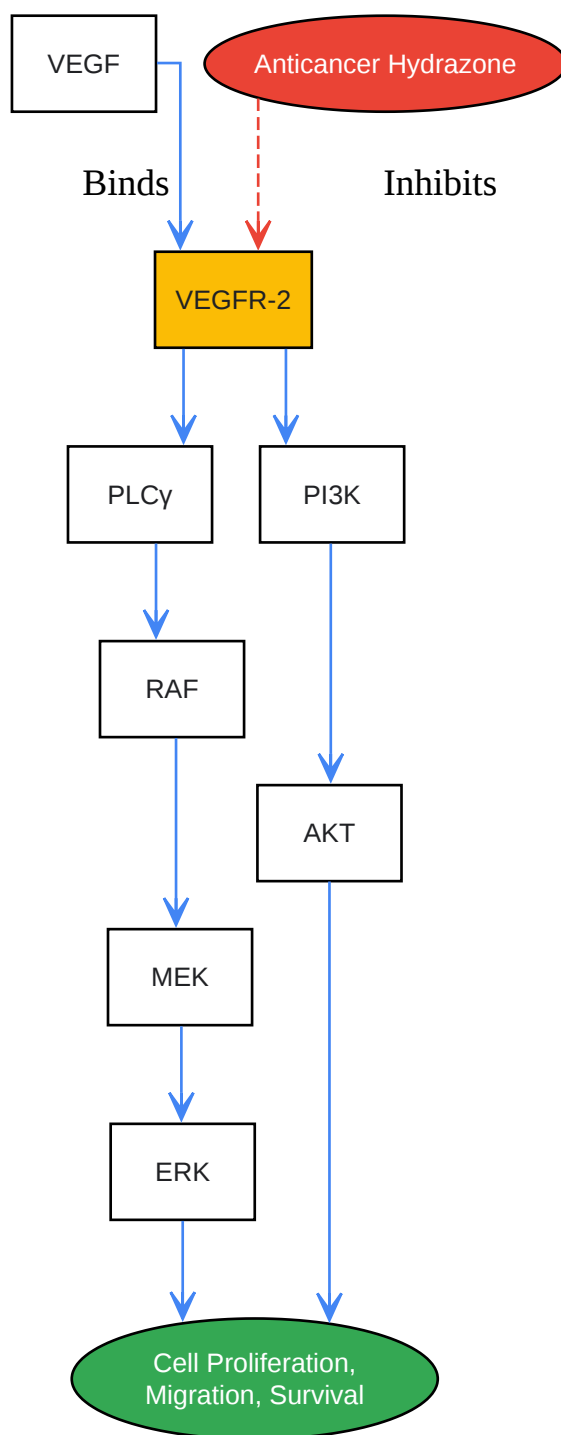 VEGF
Anticancer Hydrazone
Binds
Inhibits
VEGFR-2
PLCγ
PI3K
RAF
AKT
MEK
ERK
Cell Proliferation,
Migration, Survival